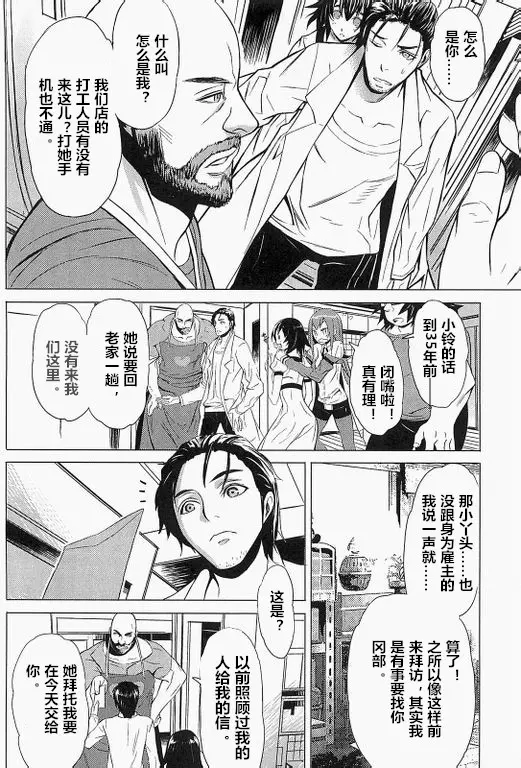 怎么
是你……
什么叫
怎么是我？
我们店的
打工人员有没有
来这儿？打她手
机也不通。
小铃的话
到35年前
闭嘴啦！
真有理！
她说要回
老家一趟，
没有来我
们这里。
那小丫头……也
没跟身为雇主的
我说一声就……
算了！
之所以像这样前
来拜访，其实我
是有事要找你
冈部。
这是？
以前照顾过我的
人给我的信。
她拜托我要
在今天交给
你。